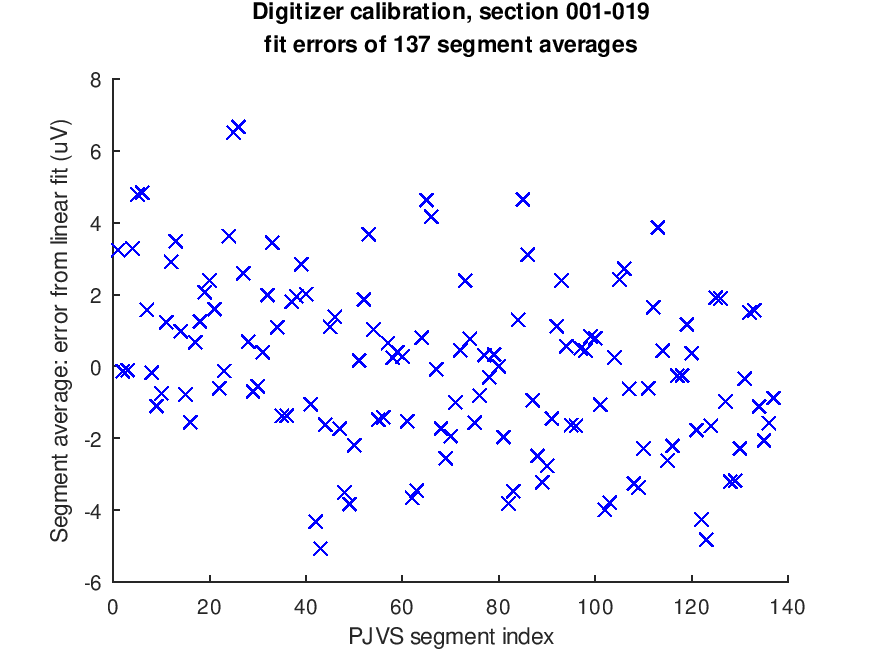 Digitizer calibration, section 001-019
fit errors of 137 segment averages
Segment average: error from linear fit (uV)
8
6
4
2
0
-2
-4
-6
0 20 40 60 80 100 120 140
PJVS segment index